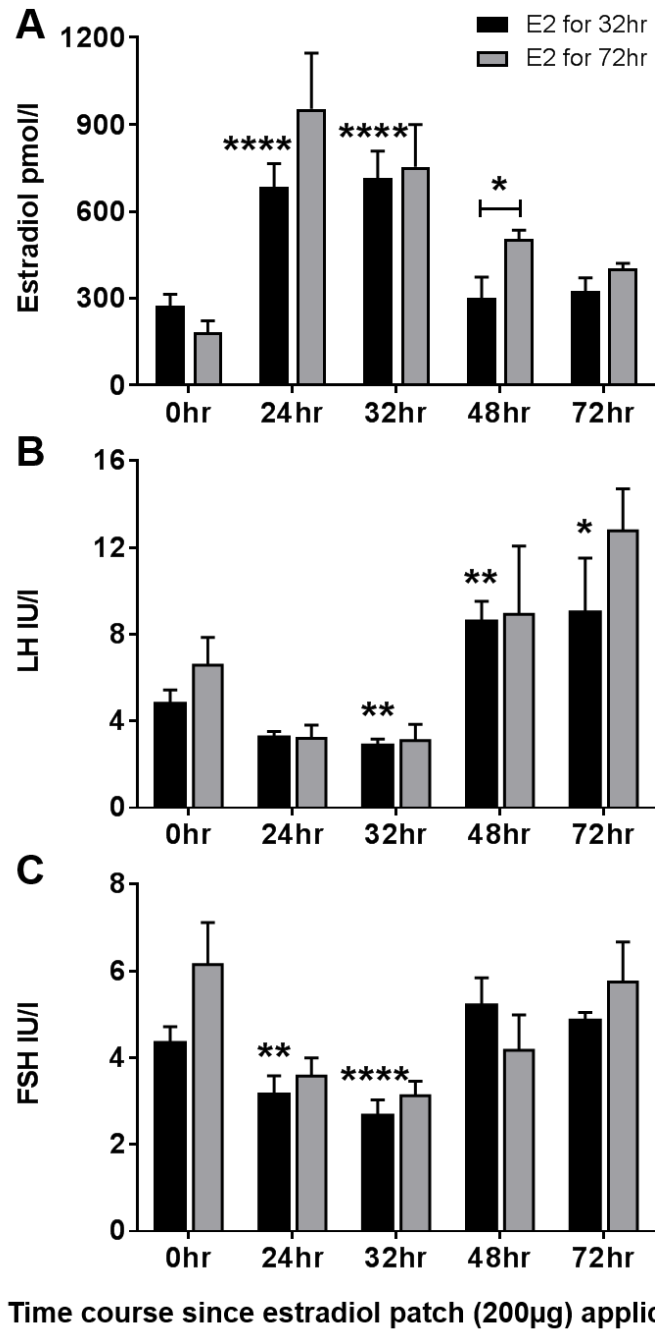 A
1200
900
600
300
0
Estradiol pmol/l
E2 for 32hr
E2 for 72hr
****
****
*
0hr 24hr 32hr 48hr 72hr
B
16
12
8
4
0
LH IU/l
**
**
*
0hr 24hr 32hr 48hr 72hr
C
8
6
4
2
0
FSH IU/l
**
****
0hr 24hr 32hr 48hr 72hr
Time course since estradiol patch (200µg)